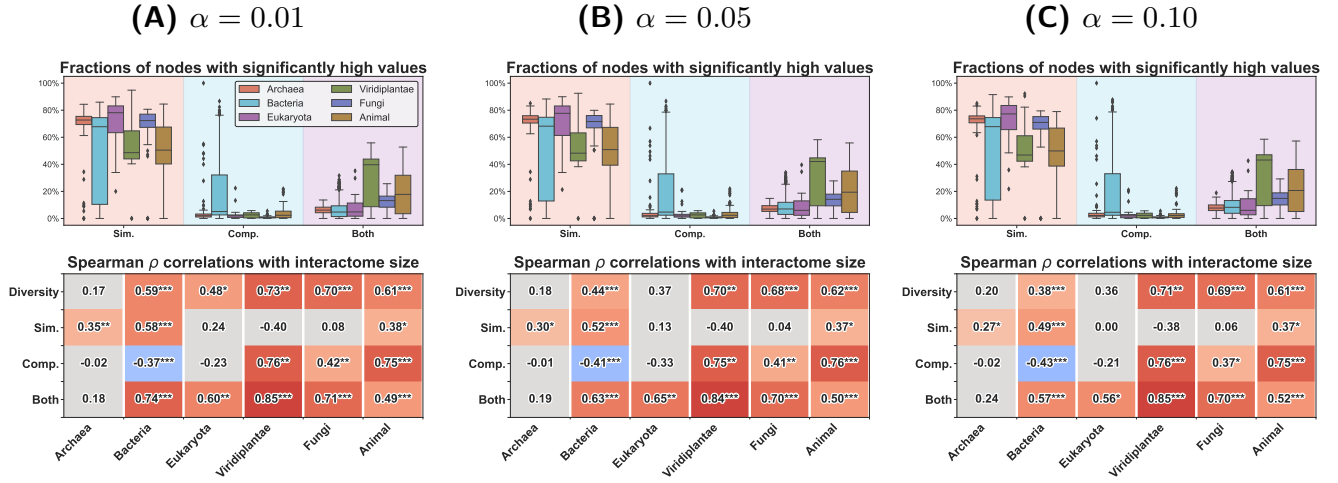 (A) α = 0.01
Fractions of nodes with significantly high values
Archaea Viridiplantae
Bacteria Fungi
Eukaryota Animal
100%
80%
60%
40%
20%
0%
Sim. Comp. Both
Spearman ρ correlations with interactome size
Diversity 0.17 0.59*** 0.48* 0.73** 0.70*** 0.61***
Sim. 0.35** 0.58*** 0.24 -0.40 0.08 0.38*
Comp. -0.02 -0.37*** -0.23 0.76** 0.42** 0.75***
Both 0.18 0.74*** 0.60** 0.85*** 0.71*** 0.49***
Archaea Bacteria Eukaryota Viridiplantae Fungi Animal
(B) α = 0.05
Fractions of nodes with significantly high values
100%
80%
60%
40%
20%
0%
Sim. Comp. Both
Spearman ρ correlations with interactome size
Diversity 0.18 0.44*** 0.37 0.70** 0.68*** 0.62***
Sim. 0.30* 0.52*** 0.13 -0.40 0.04 0.37*
Comp. -0.01 -0.41*** -0.33 0.75** 0.41** 0.76***
Both 0.19 0.63*** 0.65** 0.84*** 0.70*** 0.50***
Archaea Bacteria Eukaryota Viridiplantae Fungi Animal
(C) α = 0.10
Fractions of nodes with significantly high values
100%
80%
60%
40%
20%
0%
Sim. Comp. Both
Spearman ρ correlations with interactome size
Diversity 0.20 0.38*** 0.36 0.71** 0.69*** 0.61***
Sim. 0.27* 0.49*** 0.00 -0.38 0.06 0.37*
Comp. -0.02 -0.43*** -0.21 0.76*** 0.37* 0.75***
Both 0.24 0.57*** 0.56* 0.85*** 0.70*** 0.52***
Archaea Bacteria Eukaryota Viridiplantae Fungi Animal